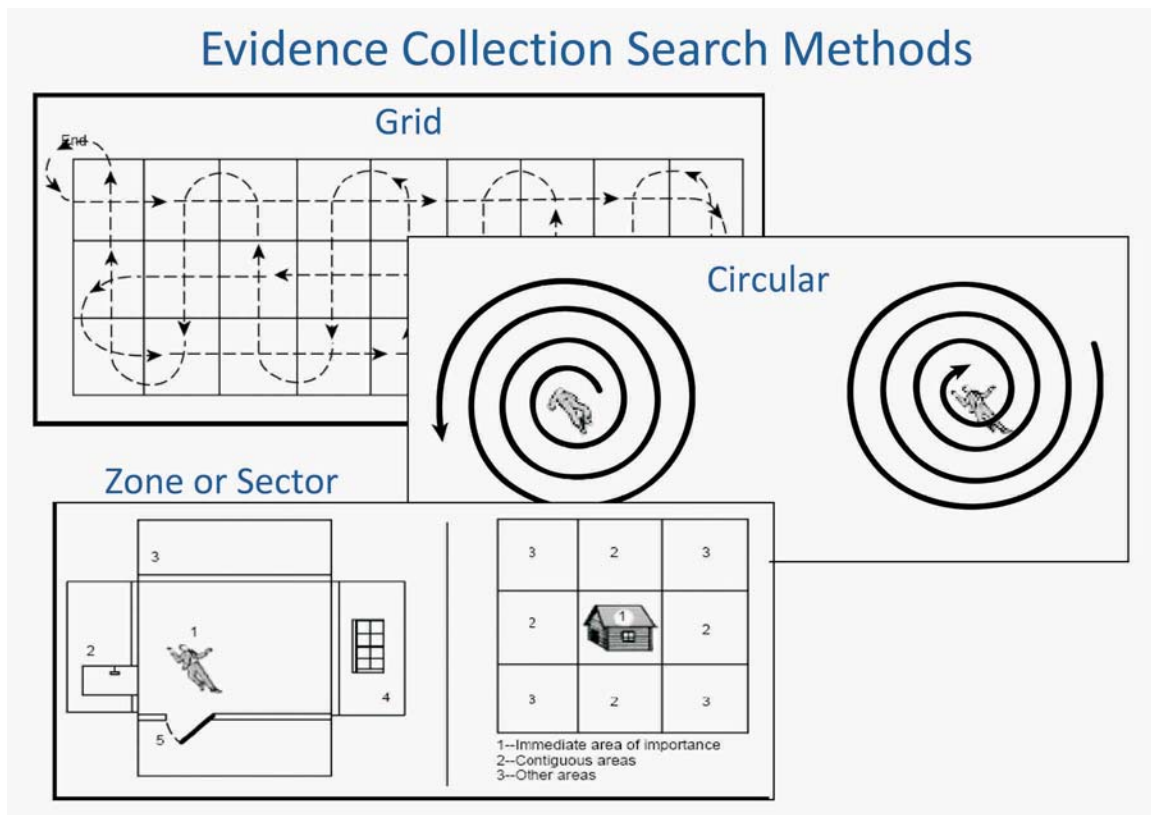 Evidence Collection Search Methods
Grid
End
Circular
Zone or Sector
3
1
2
4
5
3 2 3
2 1 2
3 2 3
1--Immediate area of importance
2--Contiguous areas
3--Other areas